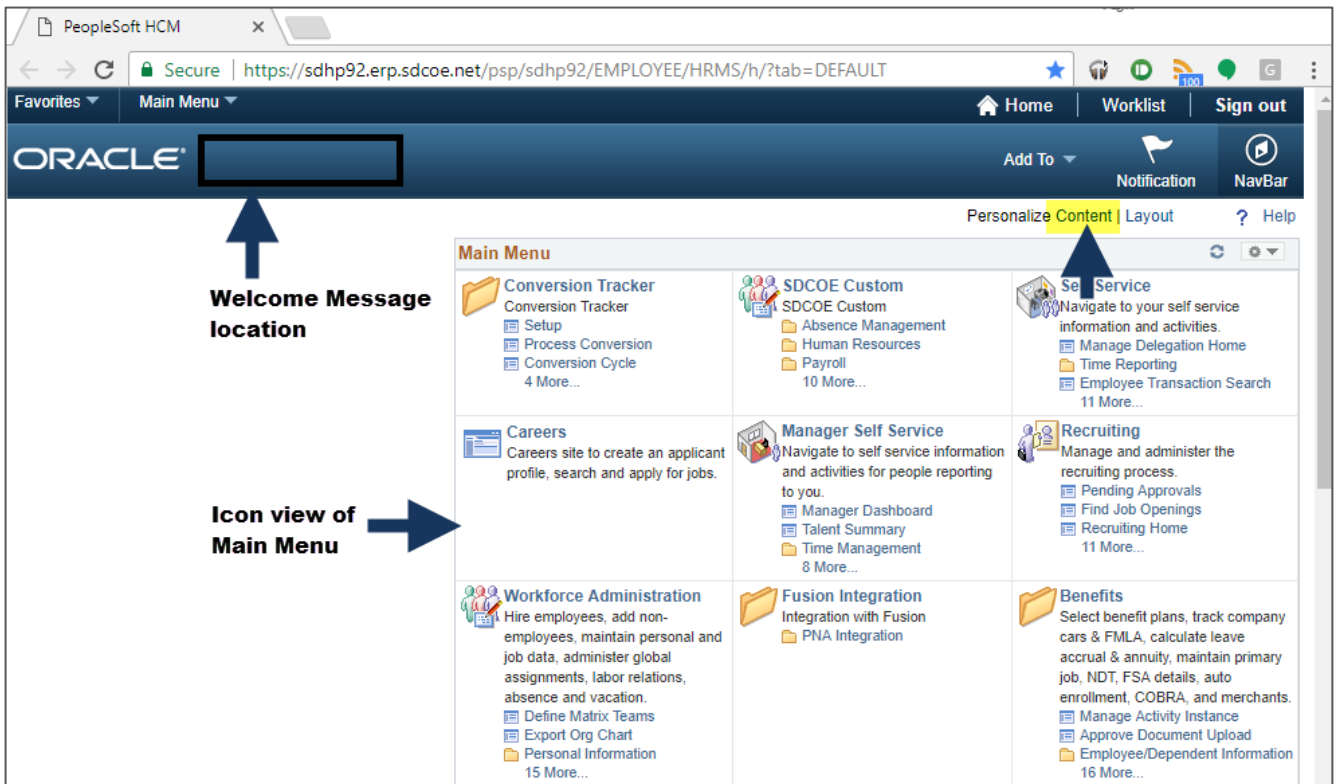 PeopleSoft HCM
Secure | https://sdhp92.erp.sdcoe.net/psp/sdhp92/EMPLOYEE/HRMS/h/?tab=DEFAULT
100
G
Favorites
Main Menu
Home
Worklist
Sign out
ORACLE
Add To
Notification
NavBar
Personalize Content | Layout
? Help
Welcome Message
location
Icon view of
Main Menu
Main Menu
Conversion Tracker
Conversion Tracker
Setup
Process Conversion
Conversion Cycle
4 More...
SDCOE Custom
SDCOE Custom
Absence Management
Human Resources
Payroll
10 More...
Self Service
Navigate to your self service
information and activities.
Manage Delegation Home
Time Reporting
Employee Transaction Search
11 More...
Careers
Careers site to create an applicant
profile, search and apply for jobs.
Manager Self Service
Navigate to self service information
and activities for people reporting
to you.
Manager Dashboard
Talent Summary
Time Management
8 More...
Recruiting
Manage and administer the
recruiting process.
Pending Approvals
Find Job Openings
Recruiting Home
11 More...
Workforce Administration
Hire employees, add non-
employees, maintain personal and
job data, administer global
assignments, labor relations,
absence and vacation.
Define Matrix Teams
Export Org Chart
Personal Information
15 More...
Fusion Integration
Integration with Fusion
PNA Integration
Benefits
Select benefit plans, track company
cars & FMLA, calculate leave
accrual & annuity, maintain primary
job, NDT, FSA details, auto
enrollment, COBRA, and merchants.
Manage Activity Instance
Approve Document Upload
Employee/Dependent Information
16 More...